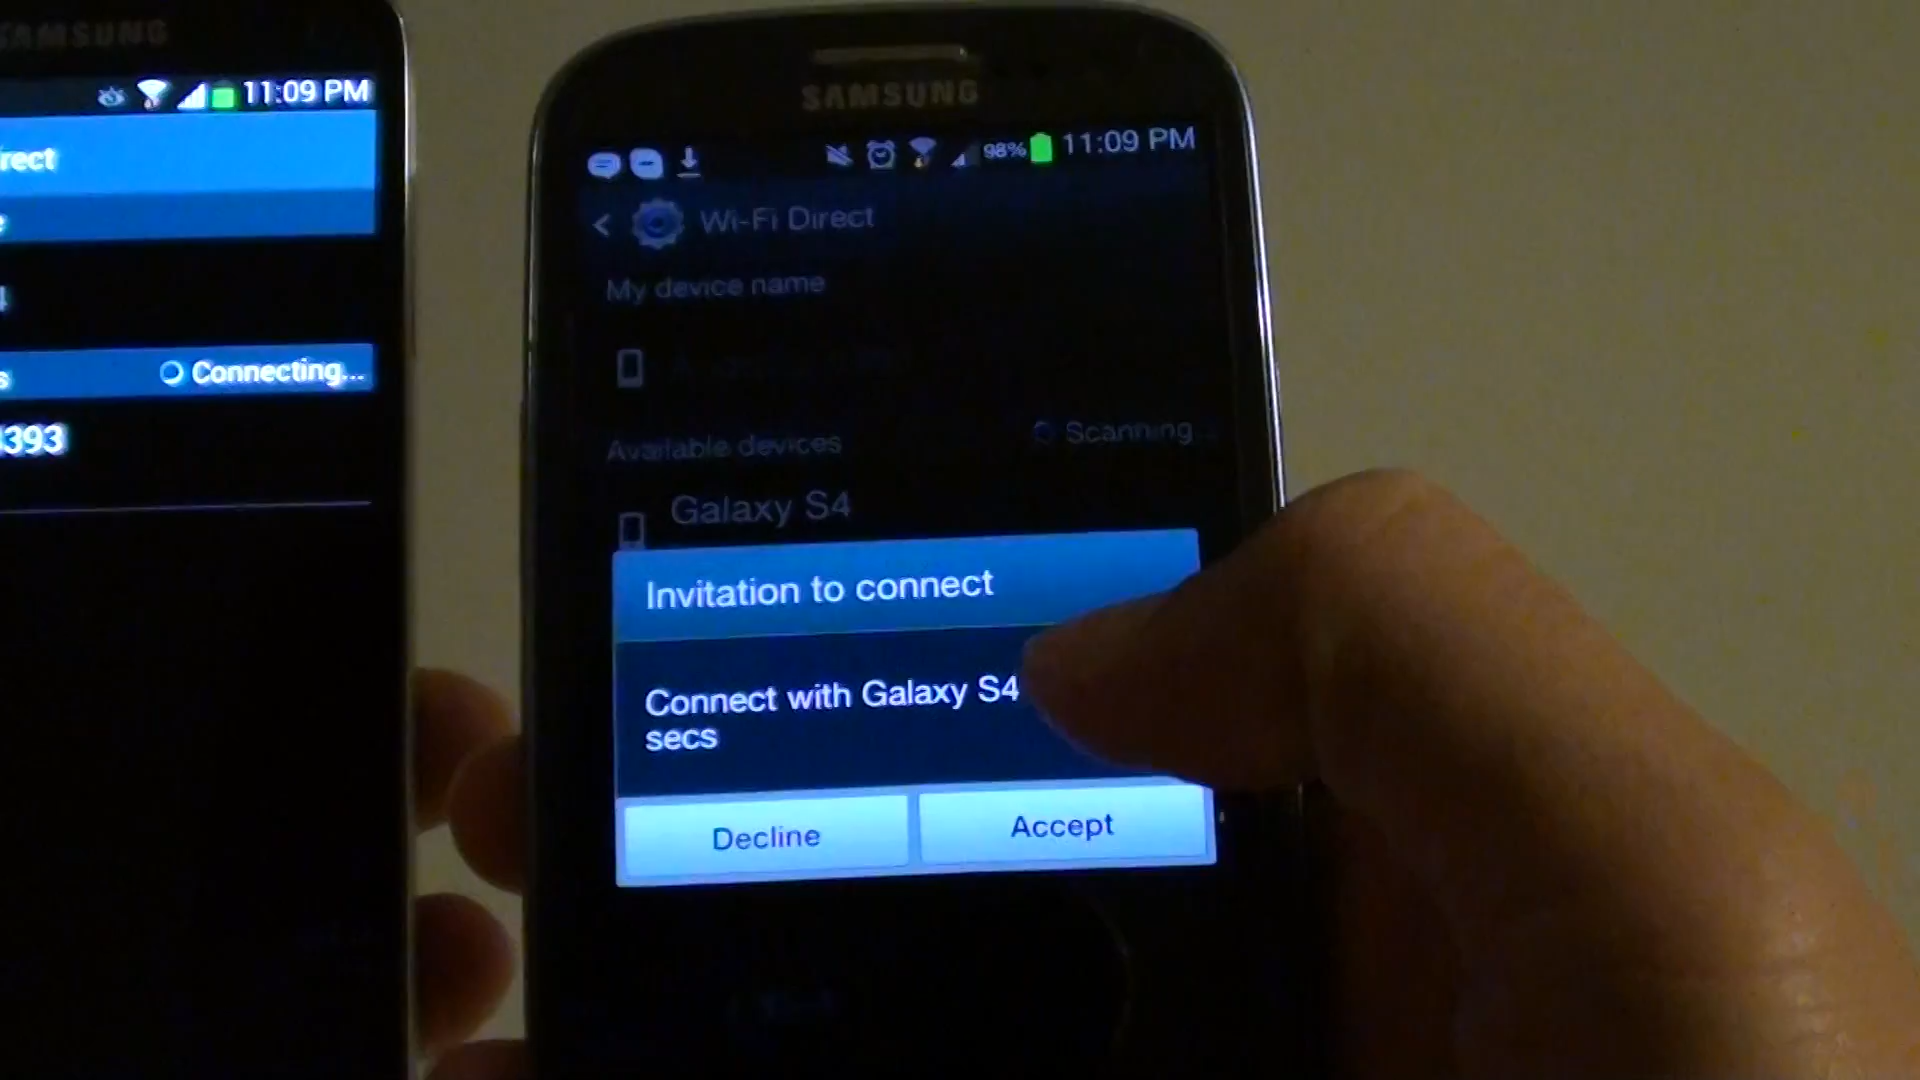 SAMSUNG
11:09 PM
rect
Connecting...
393
SAMSUNG
98% 11:09 PM
Wi-Fi Direct
My device name
Available devices
Scanning...
Galaxy S4
Invitation to connect
Connect with Galaxy S4
secs
Decline
Accept